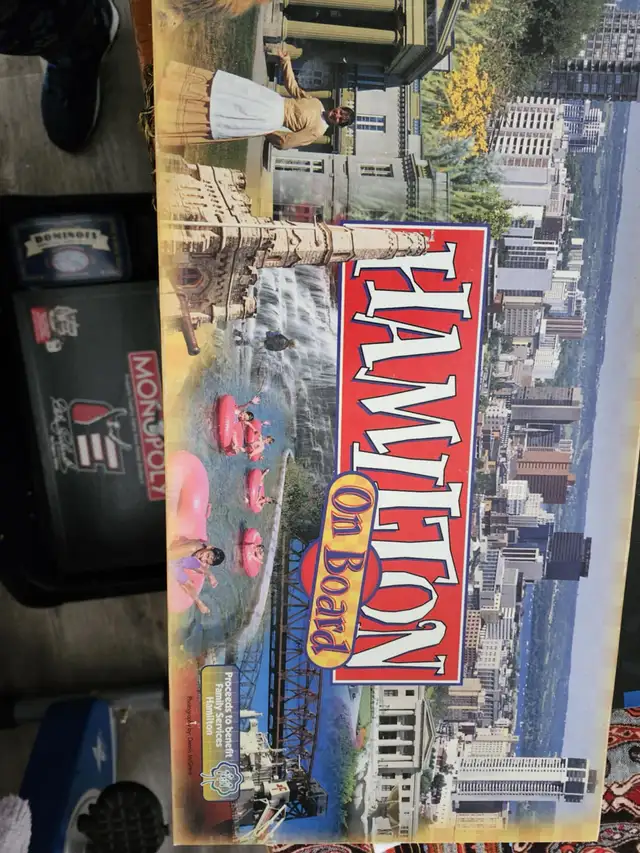 HAMILTON
On Board
Proceeds to benefit
Family Services
Hamilton
DOMINOES
MONOPOLY